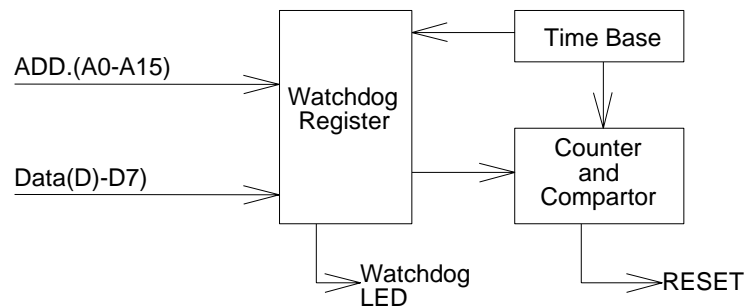 Time Base
ADD.(A0-A15)
Watchdog
Register
Counter
and
Compartor
Data(D)-D7)
Watchdog
LED
RESET